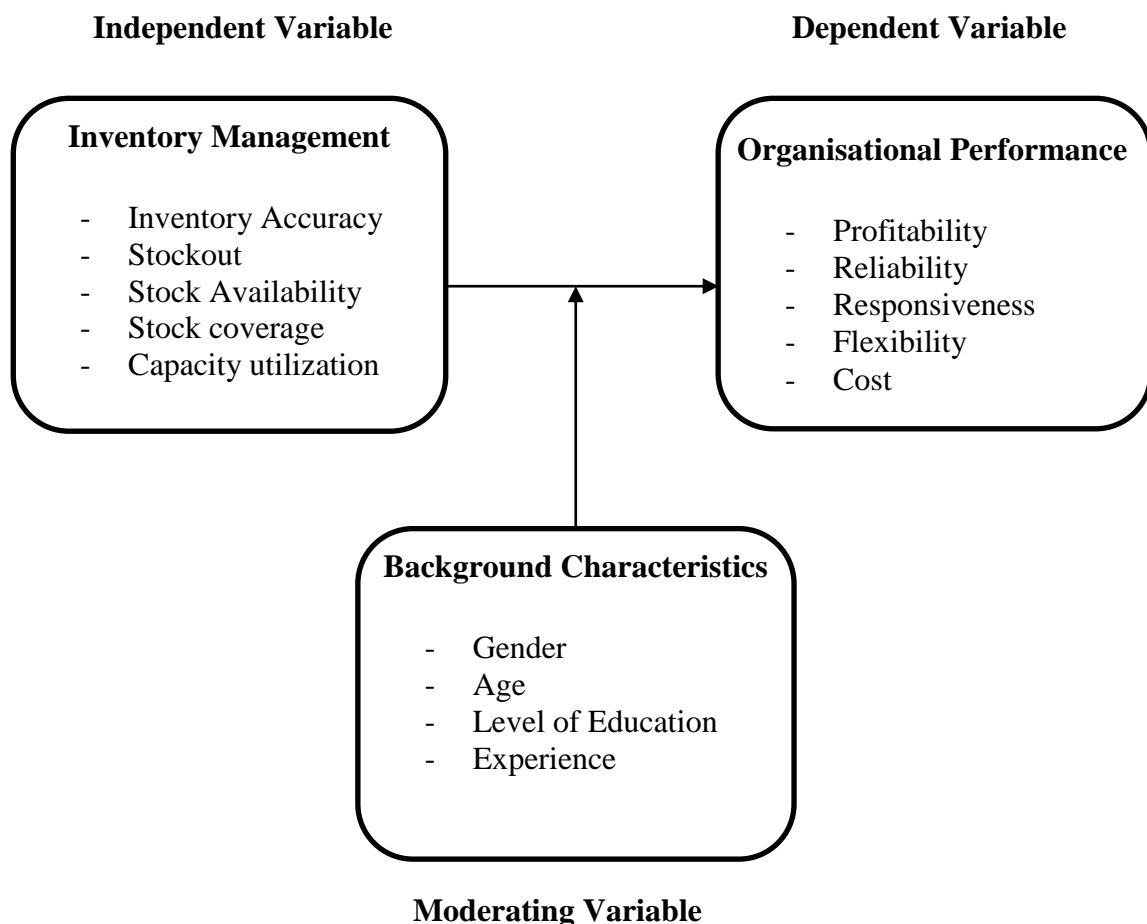 Independent Variable
Dependent Variable
Inventory Management
- Inventory Accuracy
- Stockout
- Stock Availability
- Stock coverage
- Capacity utilization
Organisational Performance
- Profitability
- Reliability
- Responsiveness
- Flexibility
- Cost
Background Characteristics
- Gender
- Age
- Level of Education
- Experience
Moderating Variable